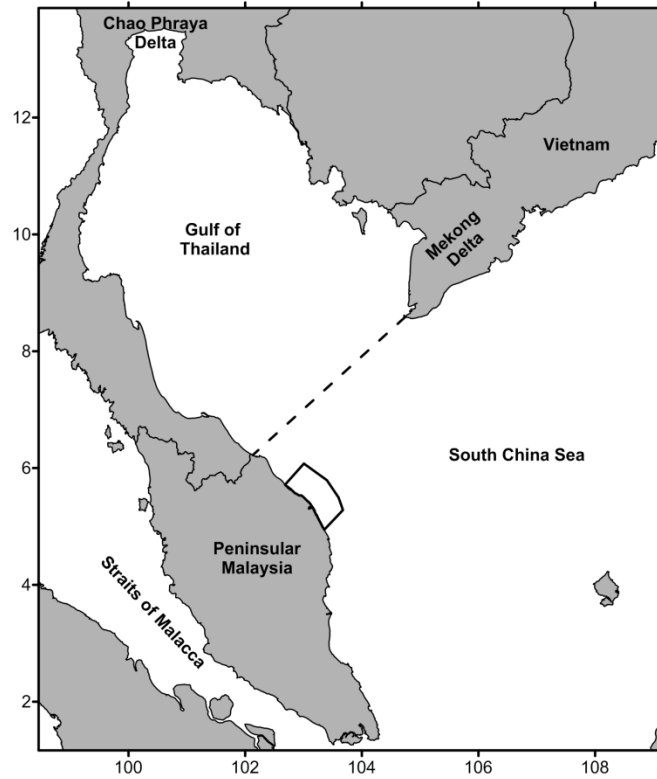 Chao Phraya
Delta
12
Vietnam
10
Gulf of
Thailand
Mekong
Delta
8
6
South China Sea
Peninsular
Malaysia
4
Straits of Malacca
2
100
102
104
106
108